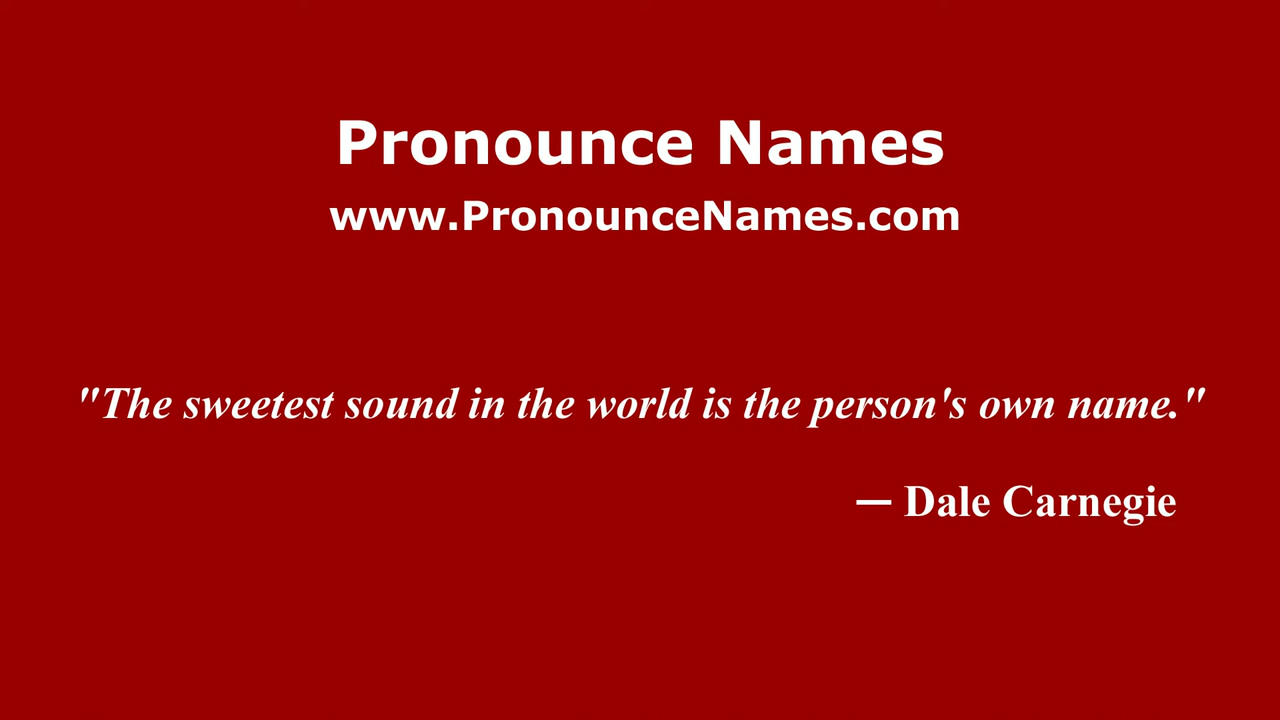 Pronounce Names
www.PronounceNames.com
"The sweetest sound in the world is the person's own name."
— Dale Carnegie